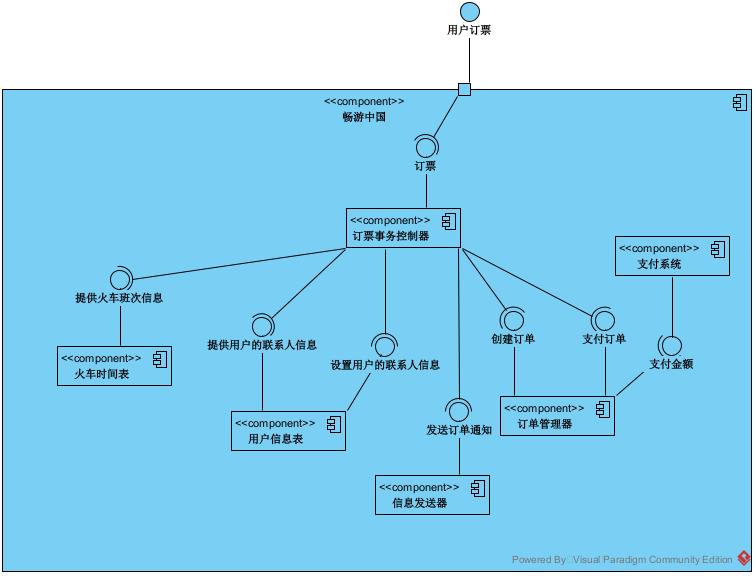 用户订票
<<component>>
畅游中国
订票
<<component>>
订票事务控制器
<<component>>
支付系统
提供火车班次信息
提供用户的联系人信息
创建订单
支付订单
设置用户的联系人信息
支付金额
<<component>>
火车时间表
<<component>>
用户信息表
<<component>>
订单管理器
发送订单通知
<<component>>
信息发送器
Powered By Visual Paradigm Community Edition